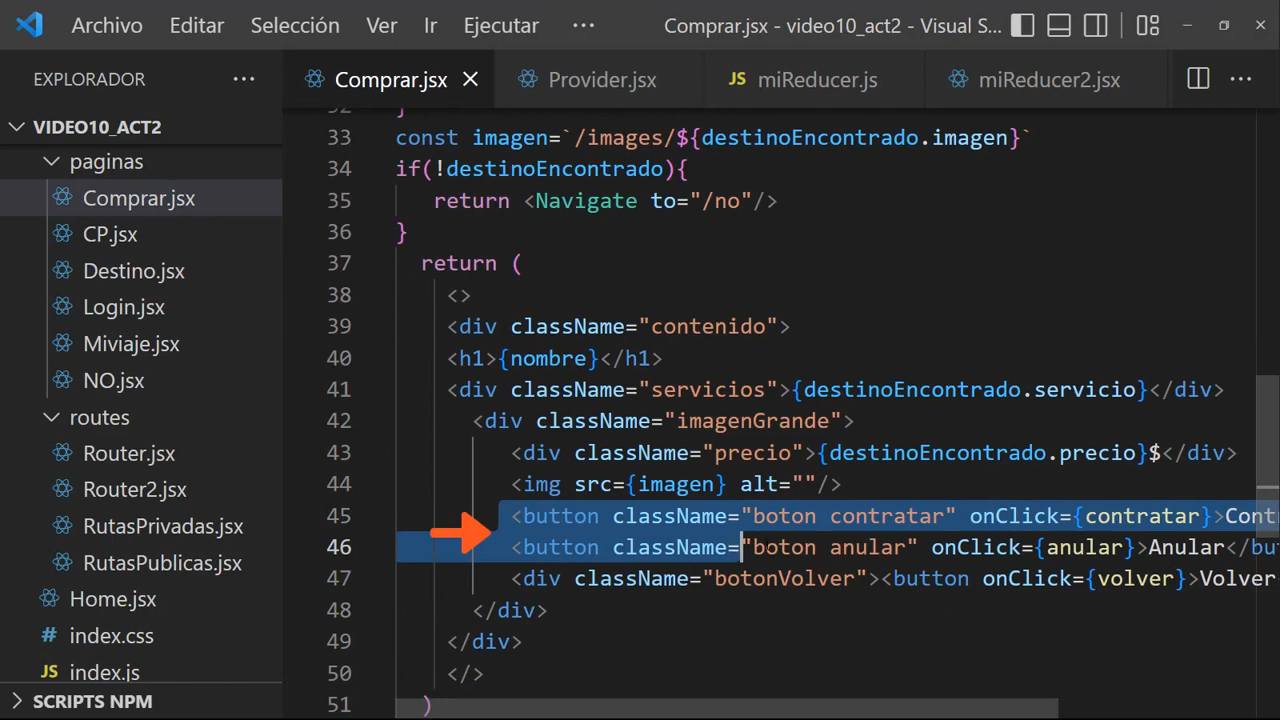 Archivo Editar Selección Ver Ir Ejecutar ··· Comprar.jsx - video10_act2 - Visual S...
EXPLORADOR ···
Comprar.jsx Provider.jsx JS miReducer.js miReducer2.jsx ···
VIDEO10_ACT2
paginas
Comprar.jsx
CP.jsx
Destino.jsx
Login.jsx
Miviaje.jsx
NO.jsx
routes
Router.jsx
Router2.jsx
RutasPrivadas.jsx
RutasPublicas.jsx
Home.jsx
# index.css
JS index.js
SCRIPTS NPM
32 }
33 const imagen=`/images/${destinoEncontrado.imagen}`
34 if(!destinoEncontrado){
35 return <Navigate to="/no"/>
36 }
37 return (
38 <>
39 <div className="contenido">
40 <h1>{nombre}</h1>
41 <div className="servicios">{destinoEncontrado.servicio}</div>
42 <div className="imagenGrande">
43 <div className="precio">{destinoEncontrado.precio}$</div>
44 <img src={imagen} alt=""/>
45 <button className="boton contratar" onClick={contratar}>Cont
46 <button className="boton anular" onClick={anular}>Anular</bu
47 <div className="botonVolver"><button onClick={volver}>Volver
48 </div>
49 </div>
50 </>
51 )